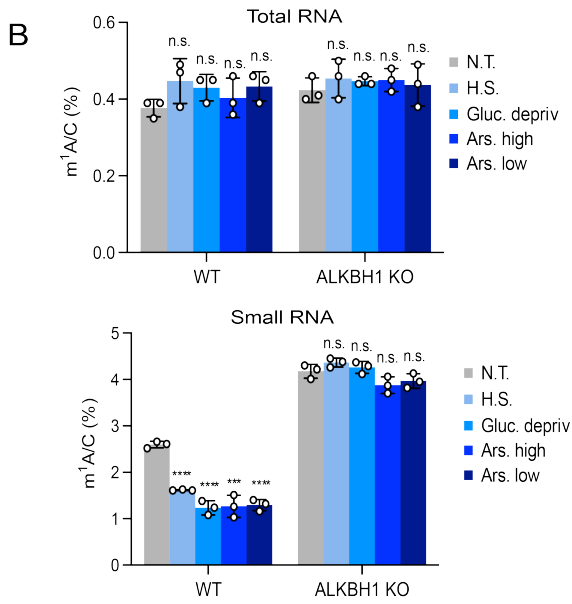 B
Total RNA
m¹A/C (%)
0.6
0.4
0.2
0.0
n.s.
n.s.
n.s.
n.s.
n.s.
n.s.
n.s.
n.s.
WT
ALKBH1 KO
N.T.
H.S.
Gluc. depriv
Ars. high
Ars. low
Small RNA
m¹A/C (%)
5
4
3
2
1
0
****
****
***
****
n.s.
n.s.
n.s.
n.s.
WT
ALKBH1 KO
N.T.
H.S.
Gluc. depriv
Ars. high
Ars. low